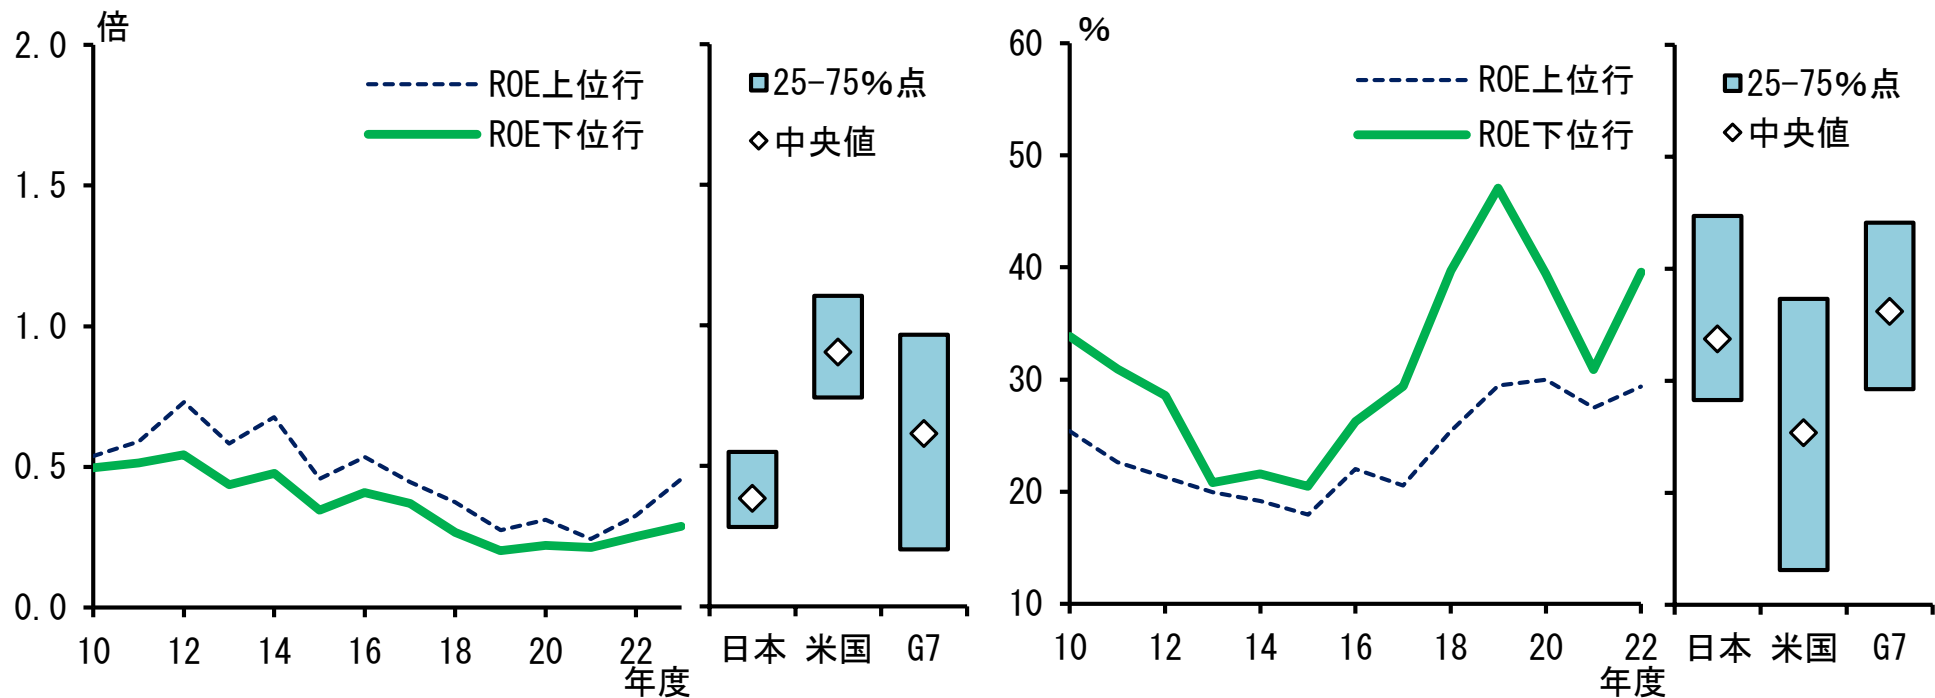 倍
2.0
1.5
1.0
0.5
0.0
ROE上位行
ROE下位行
10 12 14 16 18 20 22
年度
25-75%点
中央値
日本 米国 G7
%
60
50
40
30
20
10
ROE上位行
ROE下位行
10 12 14 16 18 20 22
年度
25-75%点
中央値
日本 米国 G7